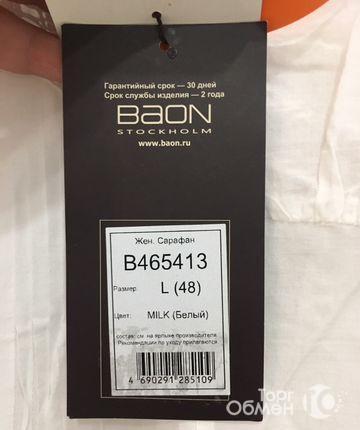 Гарантийный срок — 30 дней
Срок службы изделия — 2 года
BAON
STOCKHOLM
www.baon.ru
Жен. Сарафан
B465413
Размер: L (48)
Цвет: MILK (Белый)
состав: см. на ярлыке производителя
Рекомендации по уходу прилагаются
4 690291 285109
Торг
Обмен